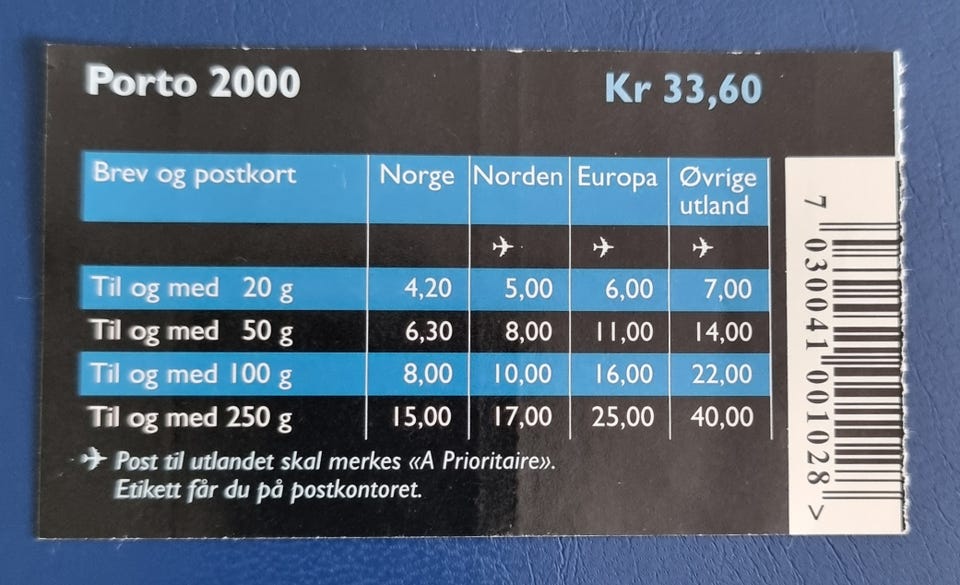 Porto 2000 Kr 33,60
Brev og postkort Norge Norden Europa Øvrige utland
Til og med 20 g 4,20 5,00 6,00 7,00
Til og med 50 g 6,30 8,00 11,00 14,00
Til og med 100 g 8,00 10,00 16,00 22,00
Til og med 250 g 15,00 17,00 25,00 40,00
Post til utlandet skal merkes «A Prioritaire».
Etikett får du på postkontoret.
7 030041 001028 >